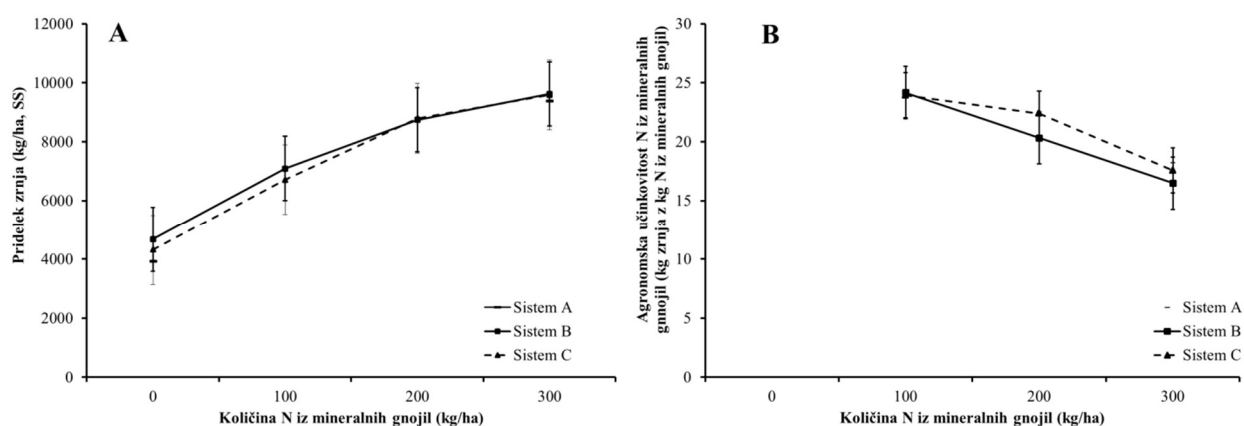 A
Pridelek zrnja (kg/ha, SS)
12000
10000
8000
6000
4000
2000
0
0 100 200 300
Količina N iz mineralnih gnojil (kg/ha)
Sistem A
Sistem B
Sistem C
B
Agronomska učinkovitost N iz mineralnih
gnnojil (kg zrnja z kg N iz mineralnih gnojil)
30
25
20
15
10
5
0
0 100 200 300
Količina N iz mineralnih gnojil (kg/ha)
Sistem A
Sistem B
Sistem C